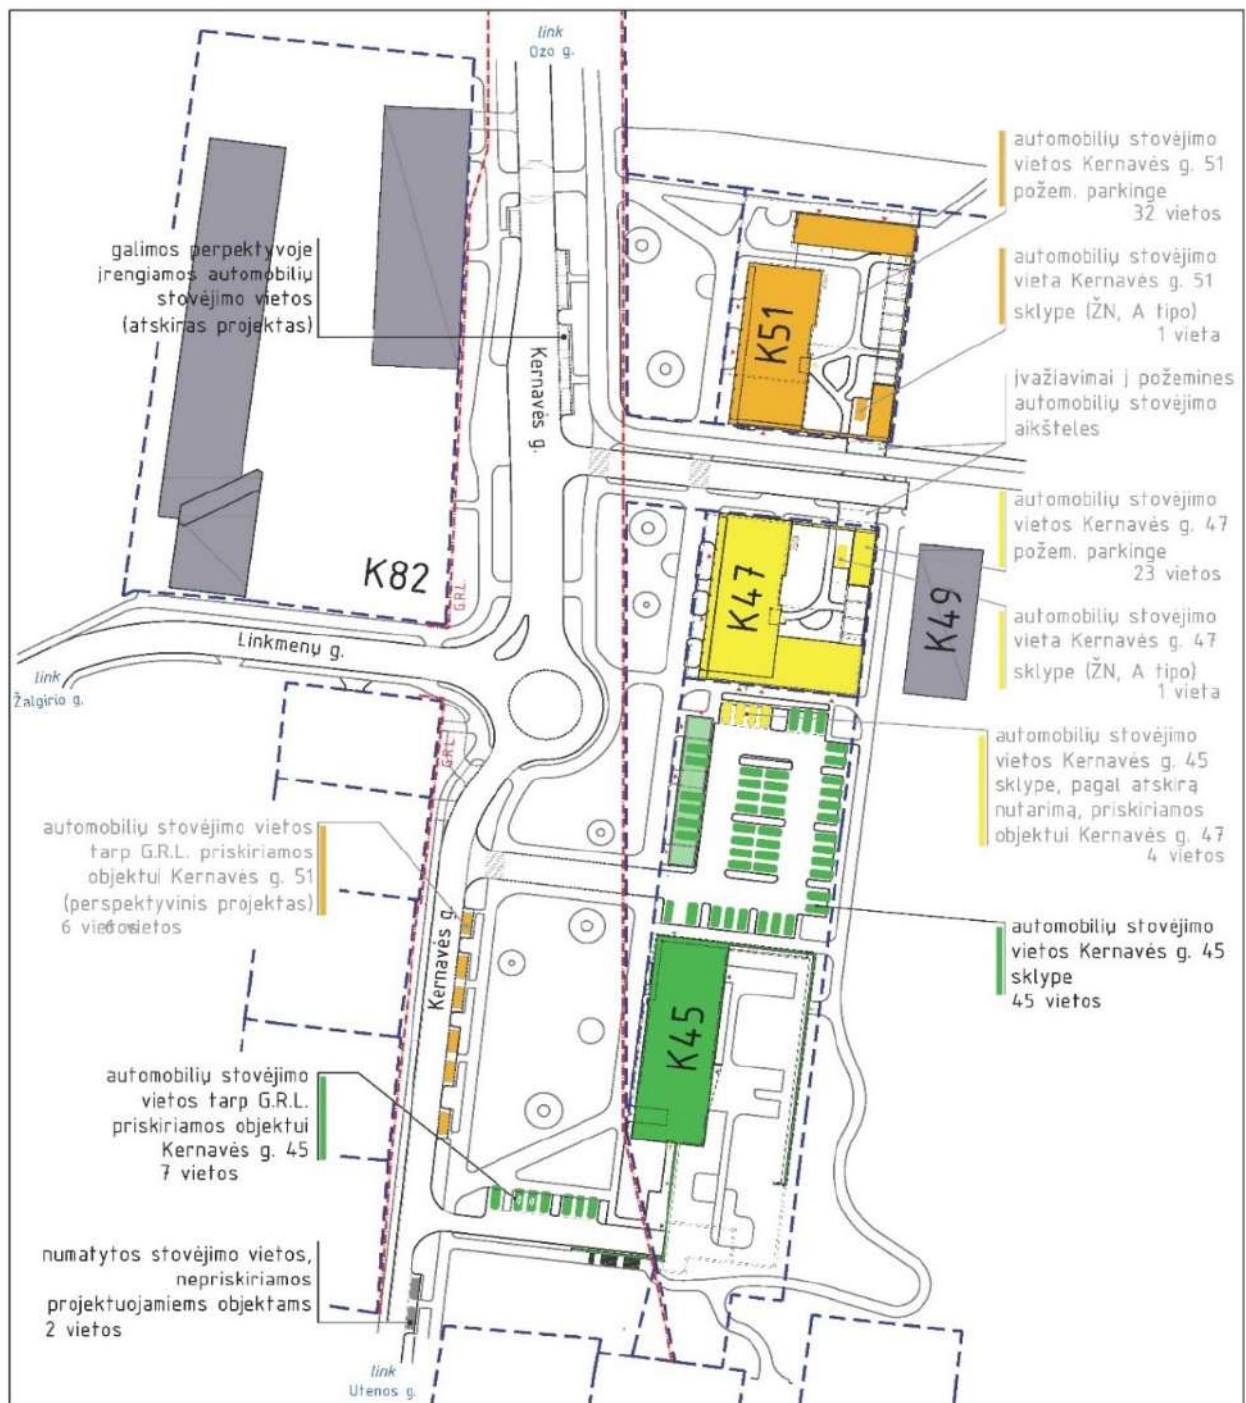 link
Ozo g.
automobilių stovėjimo
vietos Kernavės g. 51
požem. parkinge
32 vietos
galimos perpektyvoje
įrengiamos automobilių
stovėjimo vietos
(atskiras projektas)
automobilių stovėjimo
vieta Kernavės g. 51
sklype (ŽN, A tipo)
1 vieta
K51
Kernavės g.
įvažiavimai į požemines
automobilių stovėjimo
aikšteles
automobilių stovėjimo
vietos Kernavės g. 47
požem. parkinge
23 vietos
K82
G.R.L.
K47
K49
Linkmenų g.
link
Žalgirio g.
automobilių stovėjimo
vieta Kernavės g. 47
sklype (ŽN, A tipo)
1 vieta
G.R.L.
automobilių stovėjimo
vietos Kernavės g. 45
sklype, pagal atskirą
nutarimą, priskiriamos
objektui Kernavės g. 47
4 vietos
automobilių stovėjimo vietos
tarp G.R.L. priskiriamos
objektui Kernavės g. 51
(perspektyvinis projektas)
6 vietos
6 vietos
Kernavės g.
automobilių stovėjimo
vietos Kernavės g. 45
sklype
45 vietos
K45
automobilių stovėjimo
vietos tarp G.R.L.
priskiriamos objektui
Kernavės g. 45
7 vietos
numatytos stovėjimo vietos,
nepriskiriamos
projektuojamiems objektams
2 vietos
link
Utenos g.